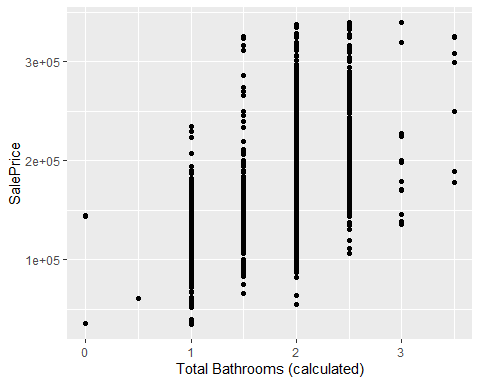 3e+05
2e+05
1e+05
SalePrice
0
1
2
3
Total Bathrooms (calculated)